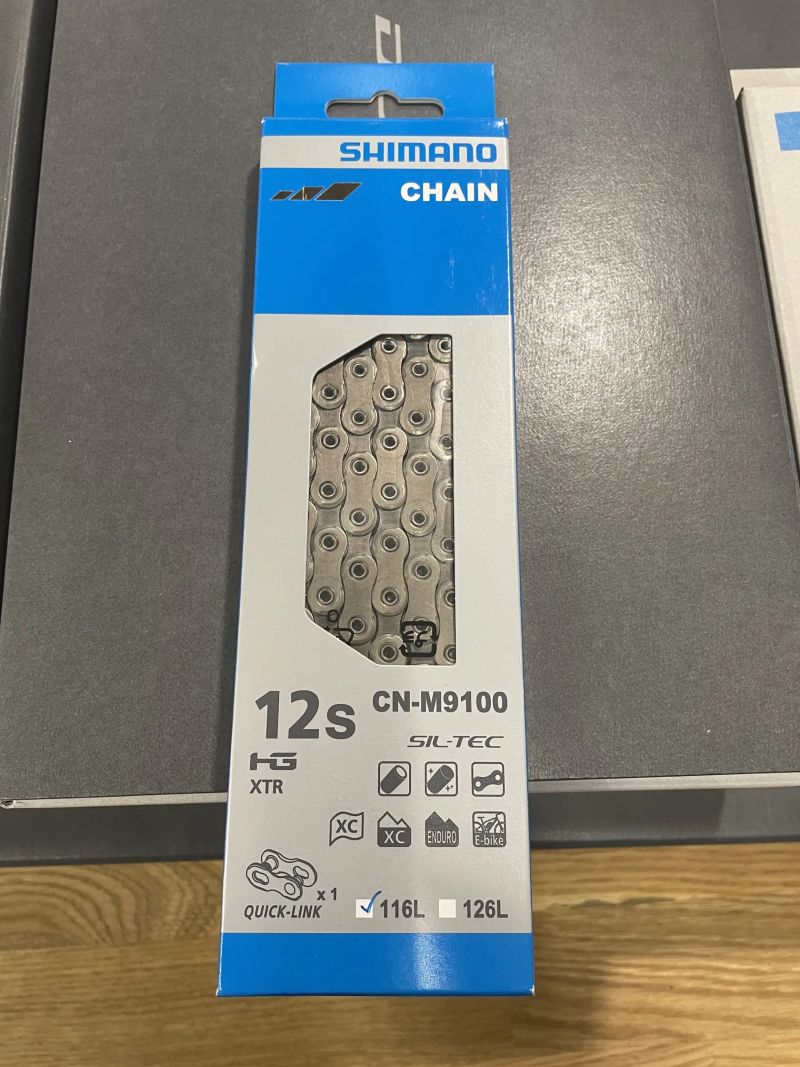 SHIMANO
CHAIN
12s
CN-M9100
SIL-TEC
HG
XTR
XC
XC
ENDURO
E-bike
x 1
QUICK-LINK
116L
126L